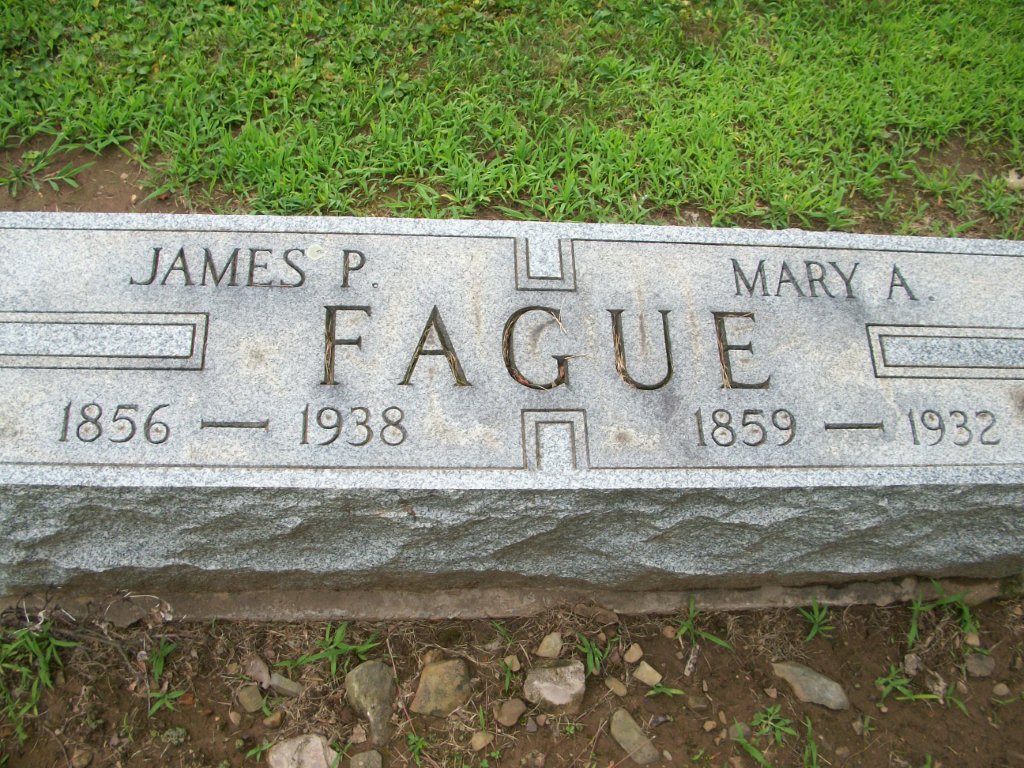 JAMES P. MARY A.
FAGUE
1856 — 1938 1859 — 1932